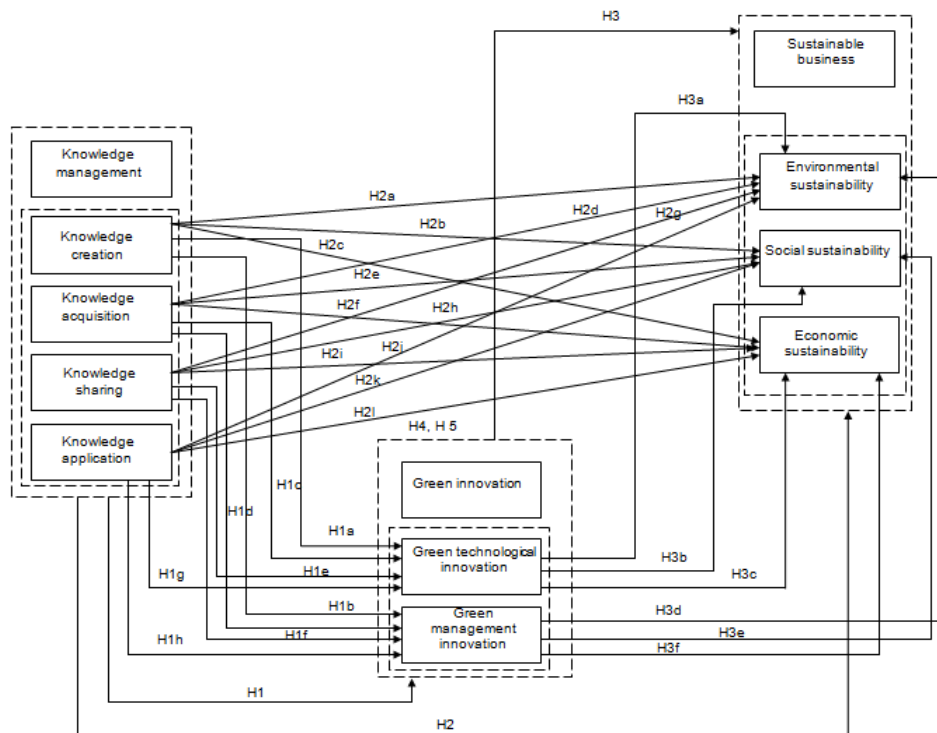 H3
Sustainable
business
H3a
Knowledge
management
Environmental
sustainability
H2a
H2d
H2g
H2b
Knowledge
creation
H2c
Social sustainability
H2e
Knowledge
acquisition
H2f
H2h
Economic
sustainability
H2i
H2j
Knowledge
sharing
H2k
H2l
H4, H 5
Knowledge
application
Green innovation
H1c
H1d
H1a
Green technological
innovation
H3b
H1g
H1e
H3c
H1b
Green
management
innovation
H3d
H1f
H3e
H1h
H3f
H1
H2